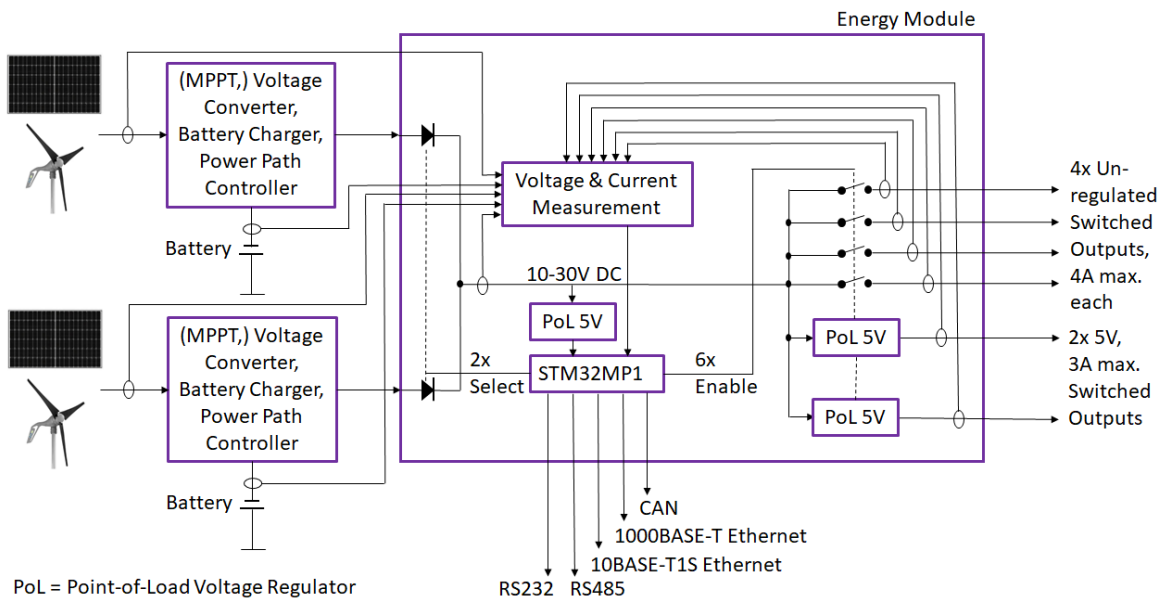 Energy Module
(MPPT,) Voltage
Converter,
Battery Charger,
Power Path
Controller
Battery
Voltage & Current
Measurement
4x Un-
regulated
Switched
Outputs,
4A max.
each
10-30V DC
PoL 5V
2x
Select
STM32MP1
6x
Enable
PoL 5V
PoL 5V
2x 5V,
3A max.
Switched
Outputs
(MPPT,) Voltage
Converter,
Battery Charger,
Power Path
Controller
Battery
CAN
1000BASE-T Ethernet
10BASE-T1S Ethernet
RS232
RS485
PoL = Point-of-Load Voltage Regulator